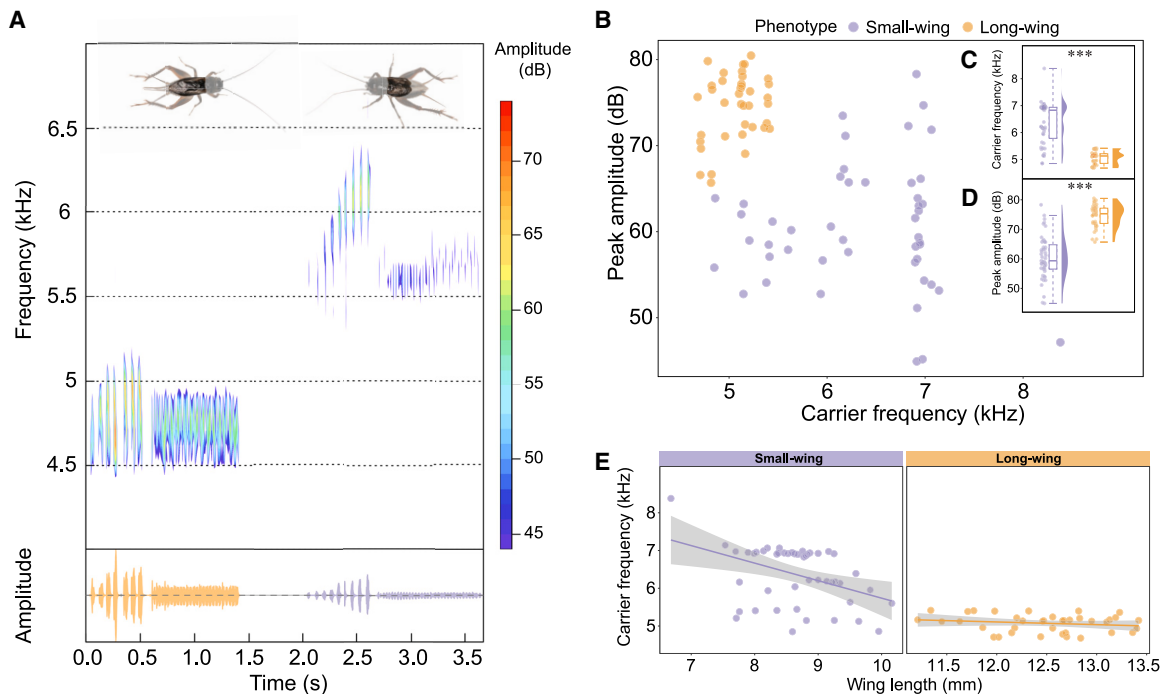 A
Amplitude
(dB)
70
65
60
55
50
45
Frequency (kHz)
6.5
6
5.5
5
4.5
Amplitude
0.0 0.5 1.0 1.5 2.0 2.5 3.0 3.5
Time (s)
B
Phenotype Small-wing Long-wing
Peak amplitude (dB)
80
70
60
50
5 6 7 8
Carrier frequency (kHz)
C
***
Carrier frequency (kHz)
8
7
6
5
D
***
Peak amplitude (dB)
80
70
60
50
E
Small-wing Long-wing
Carrier frequency (kHz)
8
7
6
5
7 8 9 10 11.5 12.0 12.5 13.0 13.5
Wing length (mm)